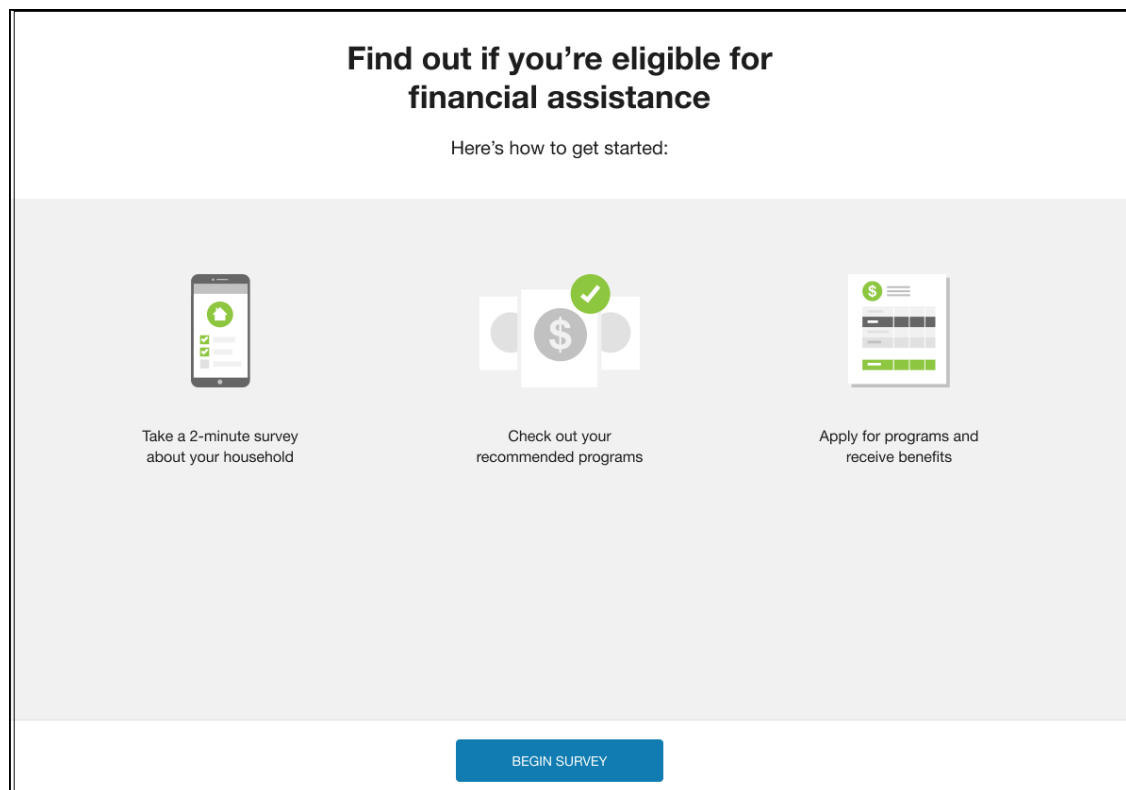 Find out if you’re eligible for
financial assistance
Here’s how to get started:
$
$
Take a 2-minute survey
about your household
Check out your
recommended programs
Apply for programs and
receive benefits
BEGIN SURVEY